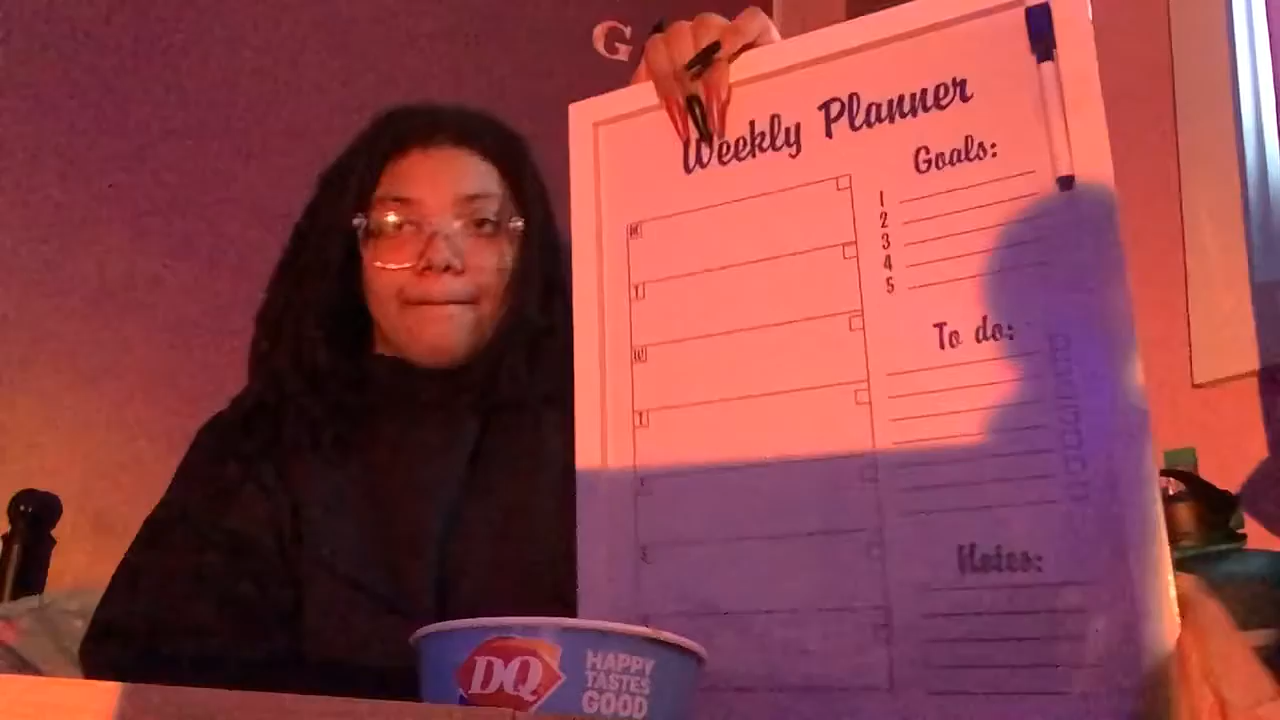 G
Weekly Planner
Goals:
1
2
3
4
5
M
T
W
T
To do:
S
Notes:
DQ
HAPPY
TASTES
GOOD